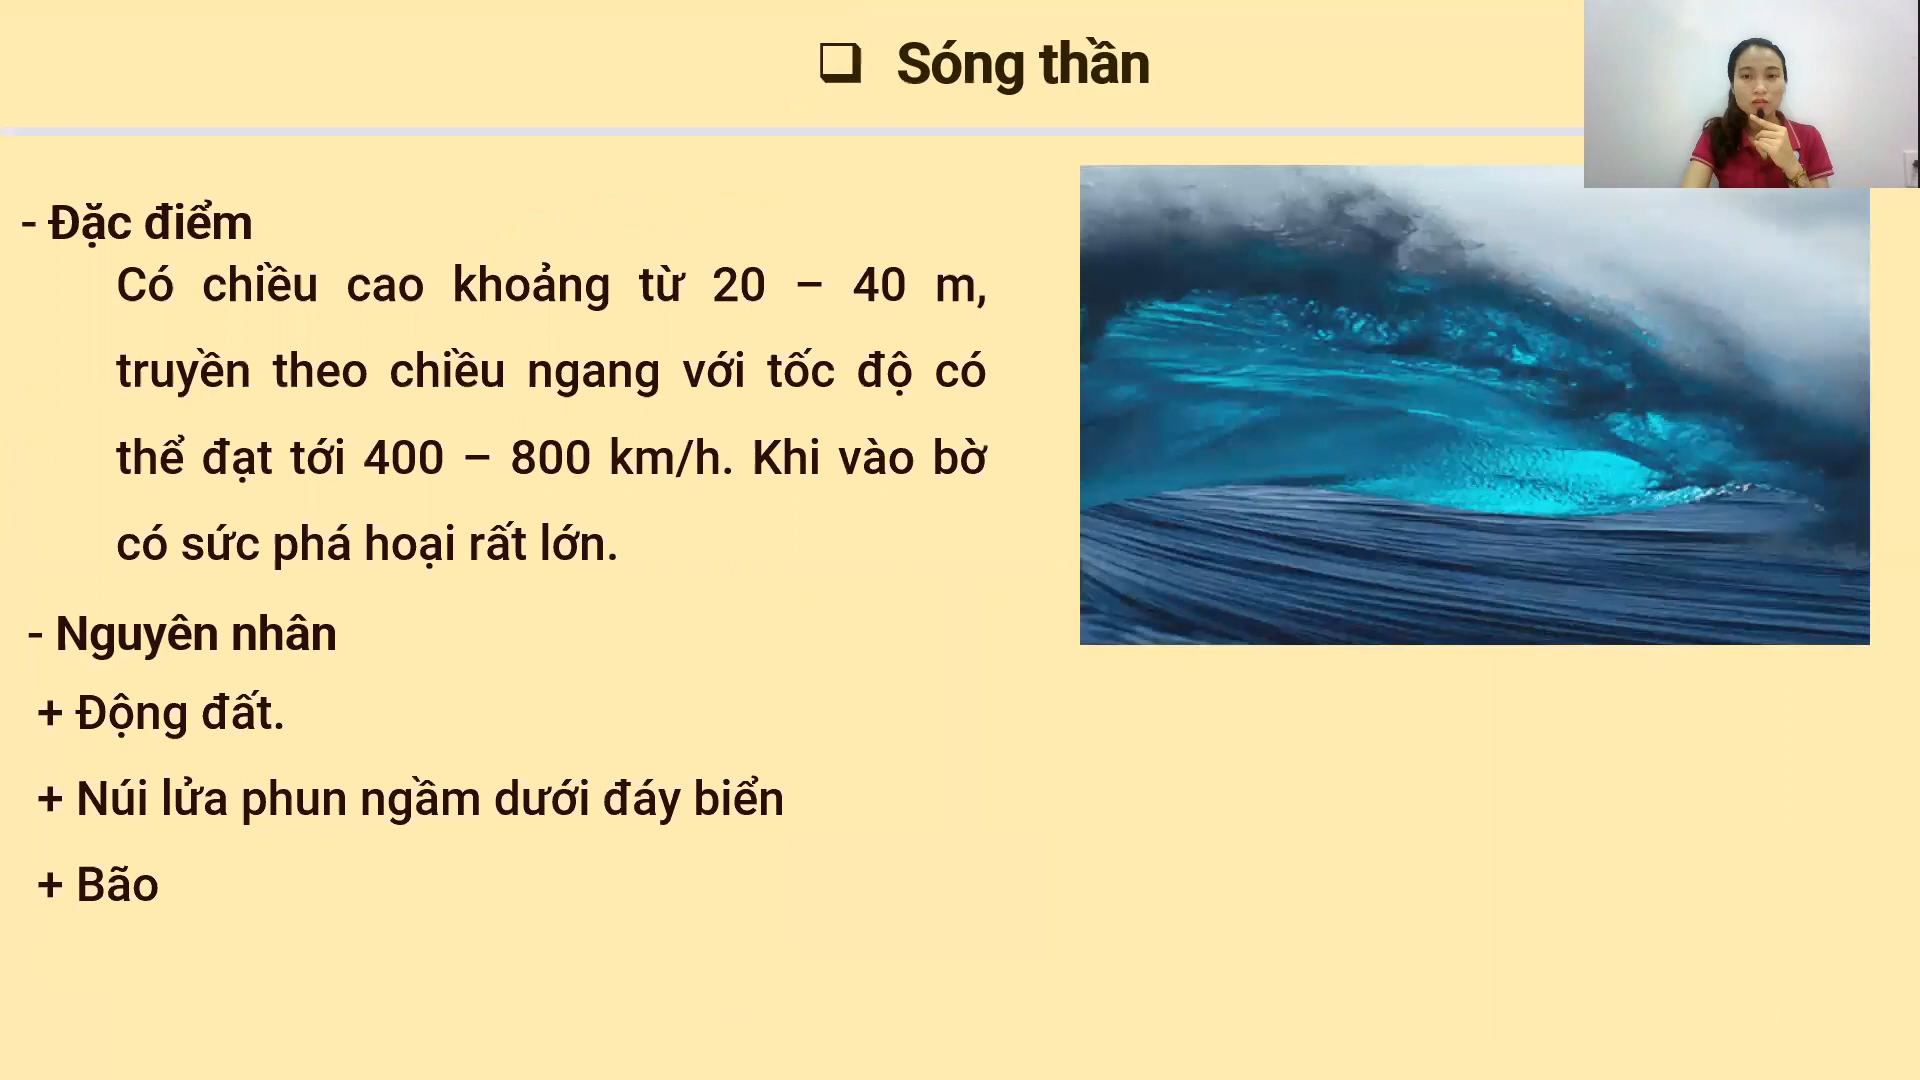 ❑ Sóng thần
- Đặc điểm
Có chiều cao khoảng từ 20 – 40 m,
truyền theo chiều ngang với tốc độ có
thể đạt tới 400 – 800 km/h. Khi vào bờ
có sức phá hoại rất lớn.
- Nguyên nhân
+ Động đất.
+ Núi lửa phun ngầm dưới đáy biển
+ Bão